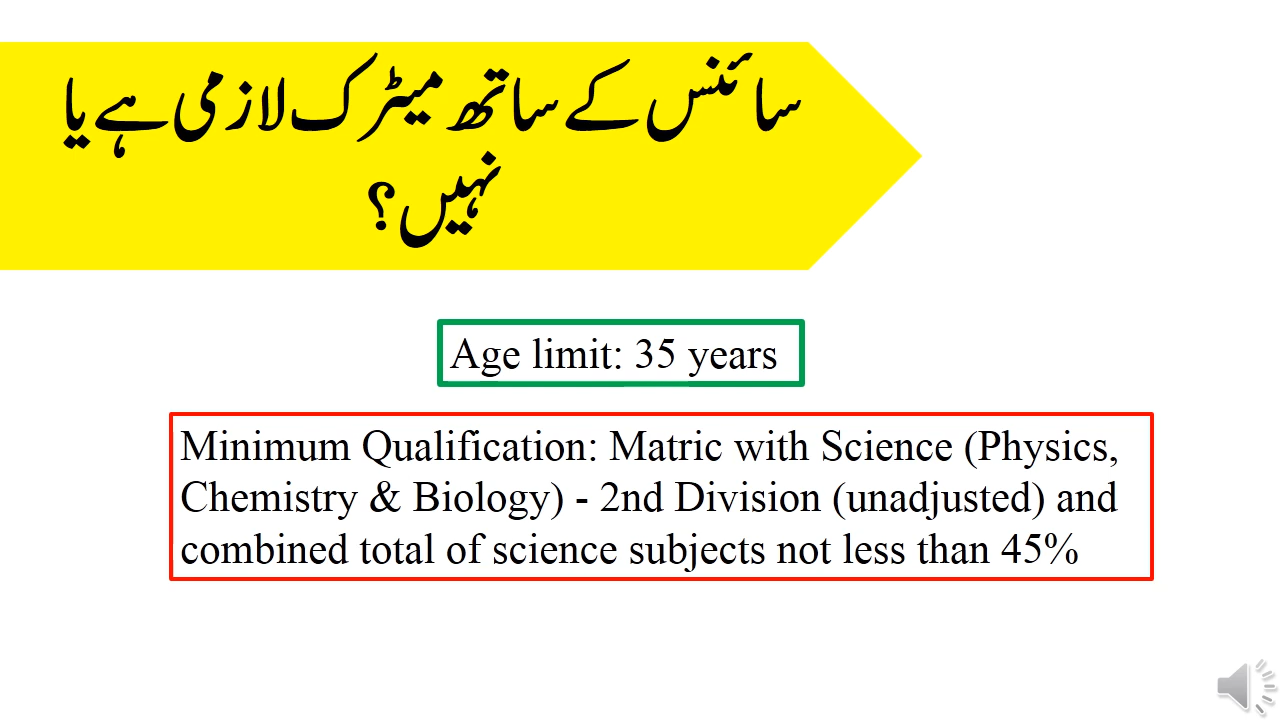 سائنس کے ساتھ میٹرک لازمی ہے یا
نہیں؟
Age limit: 35 years
Minimum Qualification: Matric with Science (Physics,
Chemistry & Biology) - 2nd Division (unadjusted) and
combined total of science subjects not less than 45%